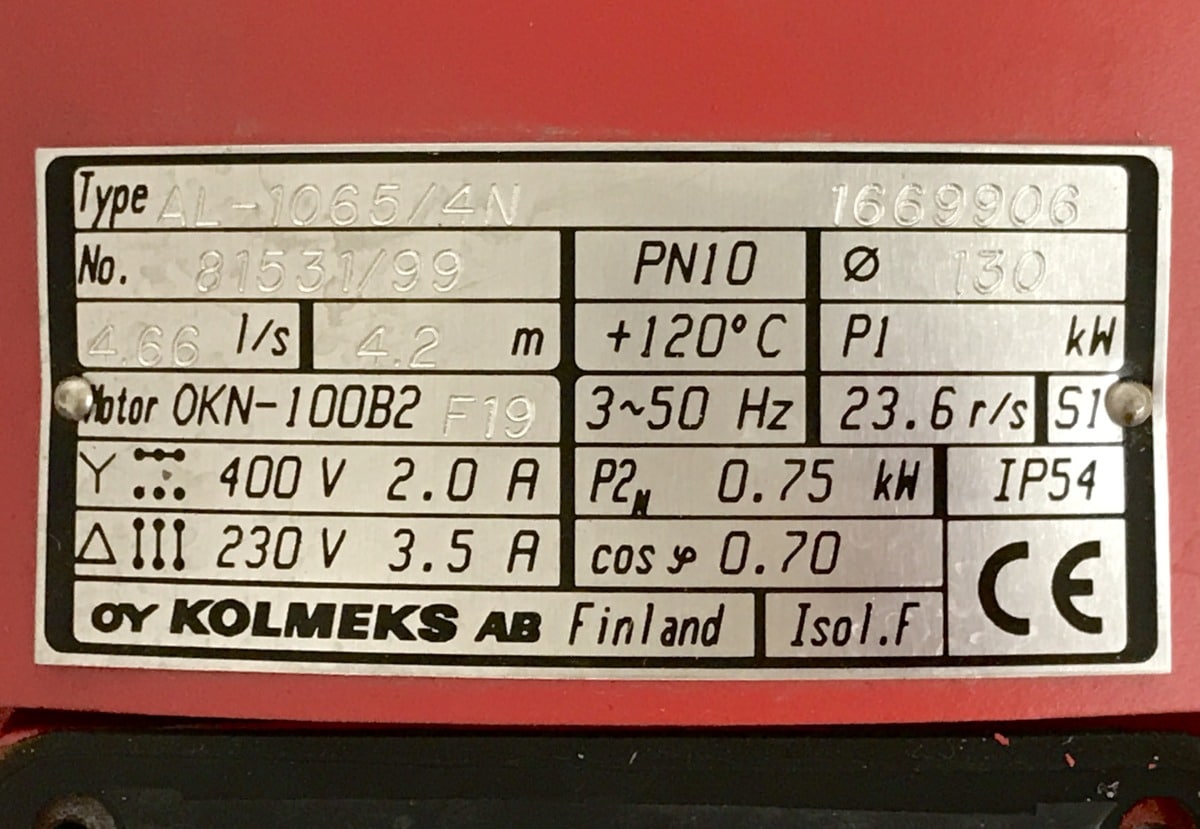 Type AL-1065/4N 1669906
No. 81531/99 PN10 Ø 130
4.66 l/s 4.2 m +120°C P1 kW
Motor OKN-100B2 F19 3~50 Hz 23.6 r/s S1
Y 400 V 2.0 A P2N 0.75 kW IP54
Δ 230 V 3.5 A cos φ 0.70 CE
OY KOLMEKS AB Finland Isol.F